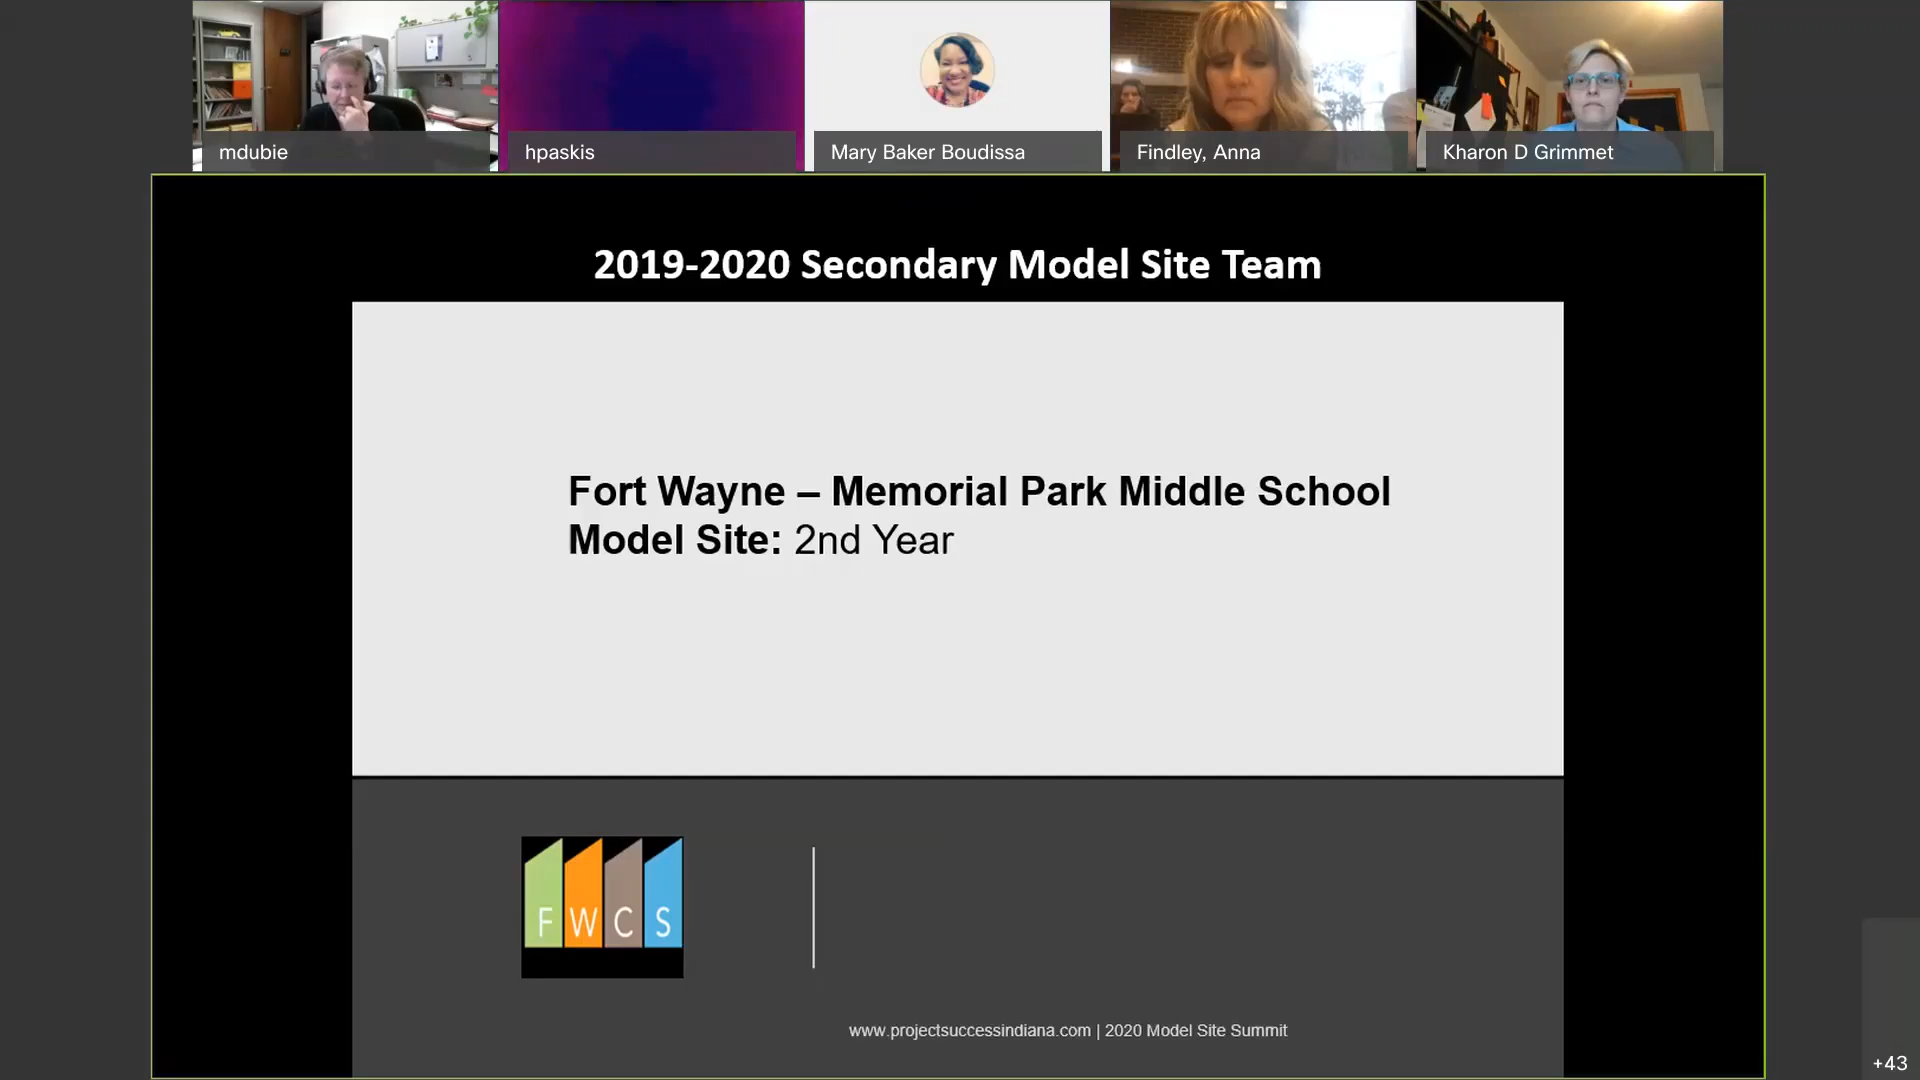 mdubie
hpaskis
Mary Baker Boudissa
Findley, Anna
Kharon D Grimmet
2019-2020 Secondary Model Site Team
Fort Wayne – Memorial Park Middle School
Model Site: 2nd Year
F W C S
www.projectsuccessindiana.com | 2020 Model Site Summit
+43